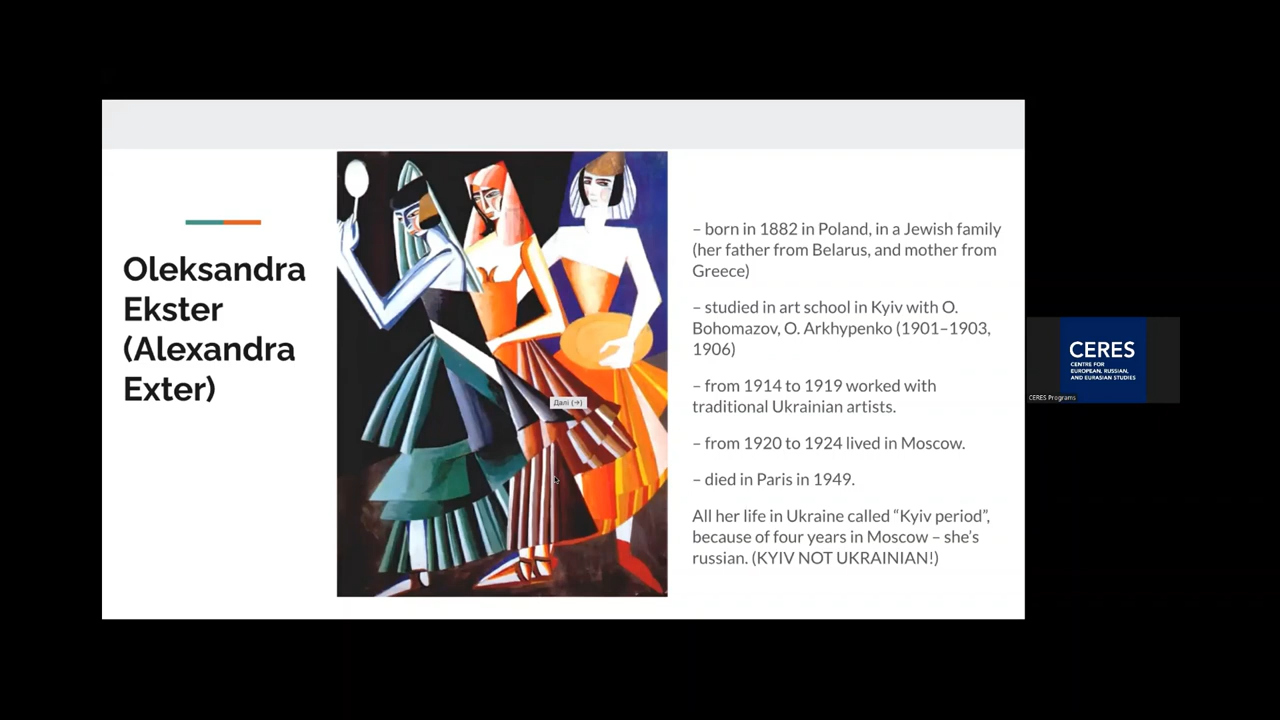 Oleksandra
Ekster
(Alexandra
Exter)
Далі (→)
– born in 1882 in Poland, in a Jewish family
(her father from Belarus, and mother from
Greece)
– studied in art school in Kyiv with O.
Bohomazov, O. Arkhypenko (1901–1903,
1906)
– from 1914 to 1919 worked with
traditional Ukrainian artists.
– from 1920 to 1924 lived in Moscow.
– died in Paris in 1949.
All her life in Ukraine called “Kyiv period”,
because of four years in Moscow – she’s
russian. (KYIV NOT UKRAINIAN!)
CERES
CENTRE FOR
EUROPEAN, RUSSIAN,
AND EURASIAN STUDIES
CERES Programs